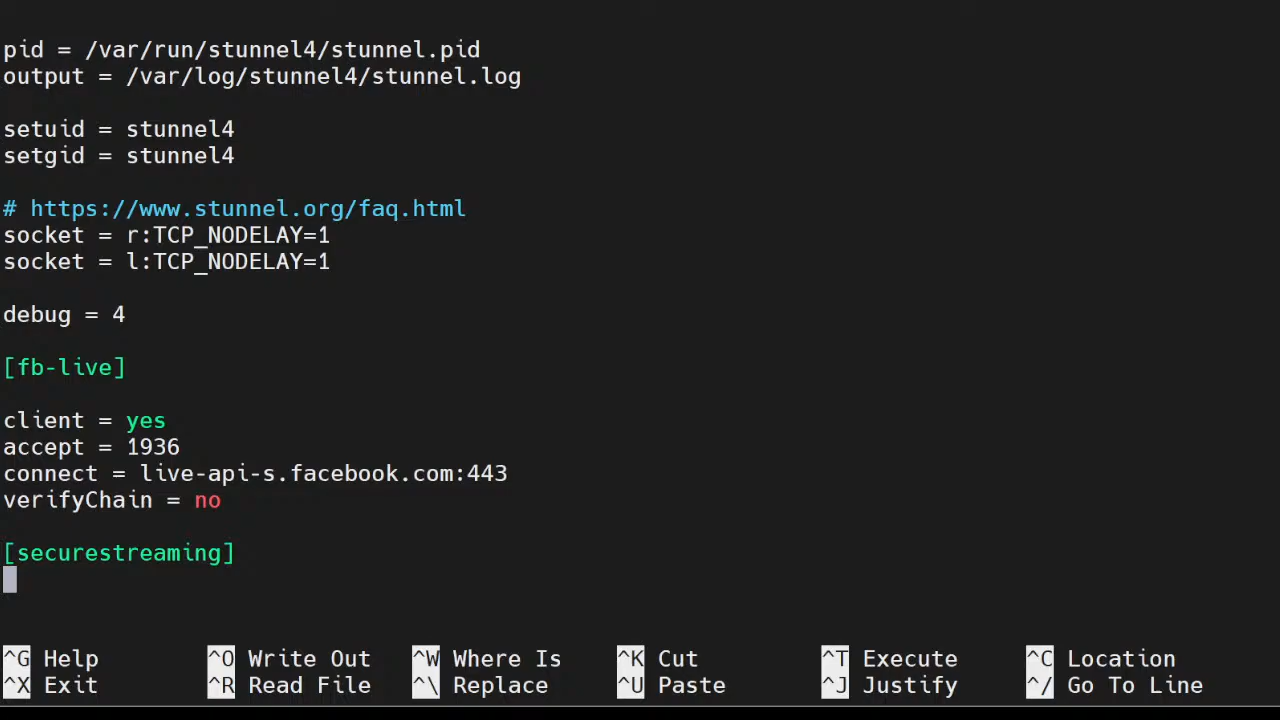 pid = /var/run/stunnel4/stunnel.pid
output = /var/log/stunnel4/stunnel.log
setuid = stunnel4
setgid = stunnel4
# https://www.stunnel.org/faq.html
socket = r:TCP_NODELAY=1
socket = l:TCP_NODELAY=1
debug = 4
[fb-live]
client = yes
accept = 1936
connect = live-api-s.facebook.com:443
verifyChain = no
[securestreaming]
^G Help ^O Write Out ^W Where Is ^K Cut ^T Execute ^C Location
^X Exit ^R Read File ^\ Replace ^U Paste ^J Justify ^/ Go To Line